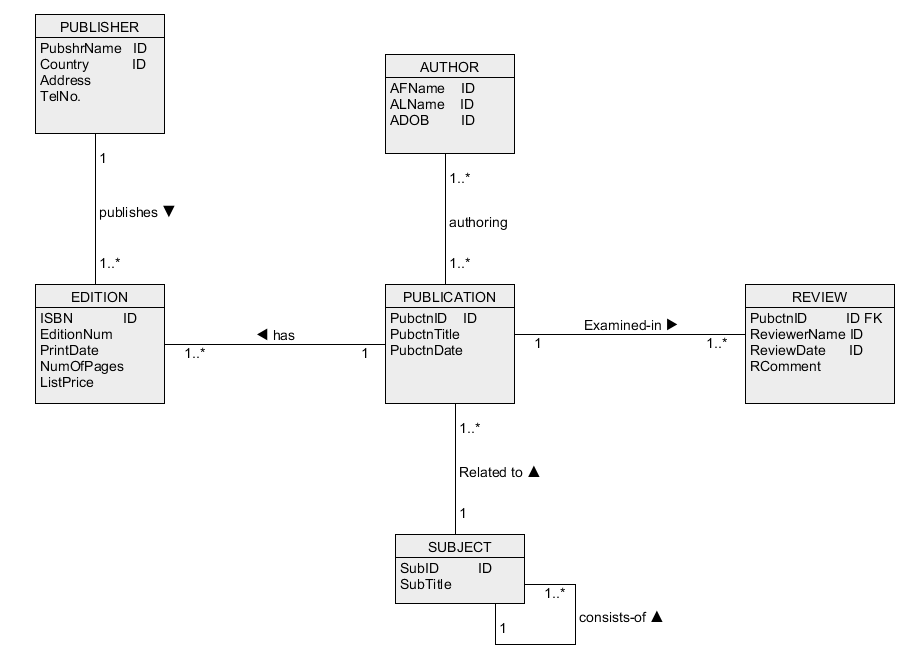 PUBLISHER
PubshrName ID
Country ID
Address
TelNo.
AUTHOR
AFName ID
ALName ID
ADOB ID
1
publishes ▼
1..*
1..*
authoring
1..*
EDITION
ISBN ID
EditionNum
PrintDate
NumOfPages
ListPrice
◀ has
1..*
1
PUBLICATION
PubctnID ID
PubctnTitle
PubctnDate
Examined-in ▶
1
1..*
REVIEW
PubctnID ID FK
ReviewerName ID
ReviewDate ID
RComment
1..*
Related to ▲
1
SUBJECT
SubID ID
SubTitle
1..*
consists-of ▲
1